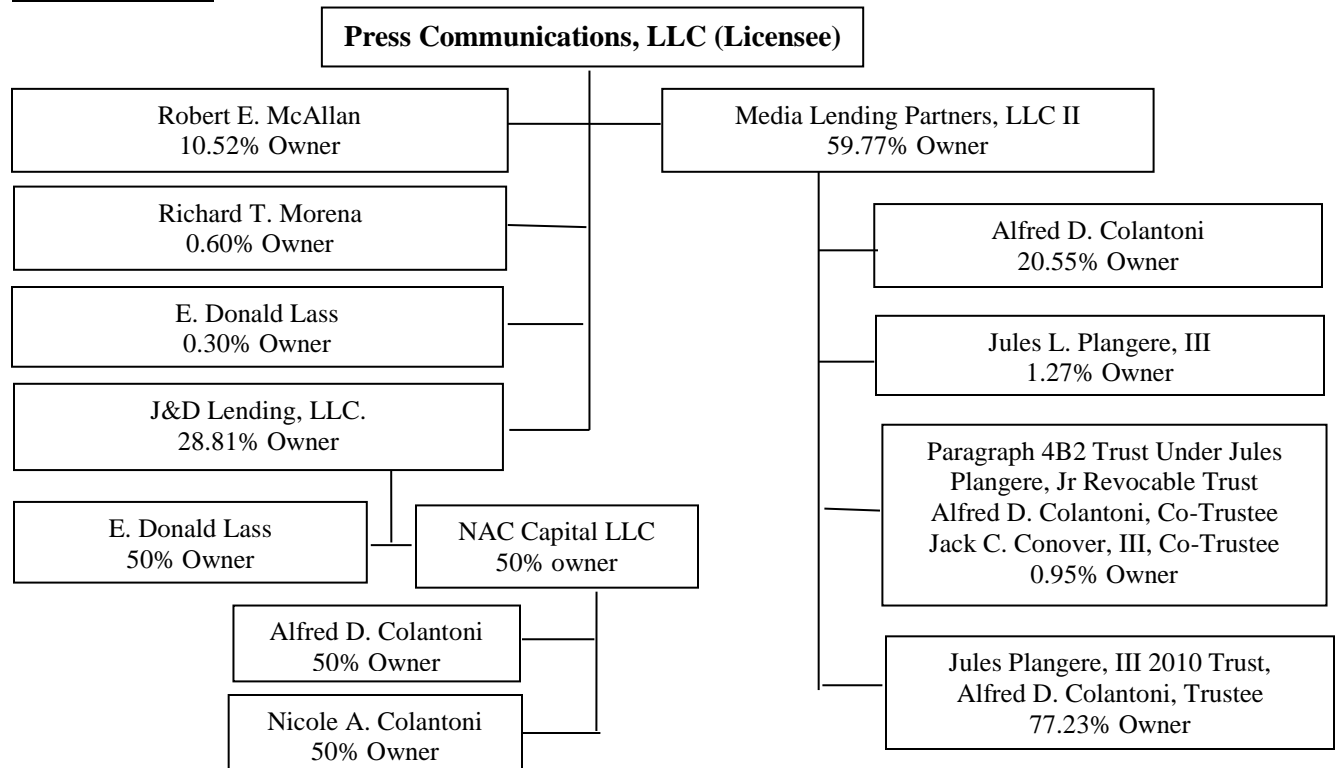 Press Communications, LLC (Licensee)
Robert E. McAllan
10.52% Owner
Media Lending Partners, LLC II
59.77% Owner
Richard T. Morena
0.60% Owner
E. Donald Lass
0.30% Owner
J&D Lending, LLC.
28.81% Owner
E. Donald Lass
50% Owner
NAC Capital LLC
50% owner
Alfred D. Colantoni
50% Owner
Nicole A. Colantoni
50% Owner
Alfred D. Colantoni
20.55% Owner
Jules L. Plangere, III
1.27% Owner
Paragraph 4B2 Trust Under Jules
Plangere, Jr Revocable Trust
Alfred D. Colantoni, Co-Trustee
Jack C. Conover, III, Co-Trustee
0.95% Owner
Jules Plangere, III 2010 Trust,
Alfred D. Colantoni, Trustee
77.23% Owner